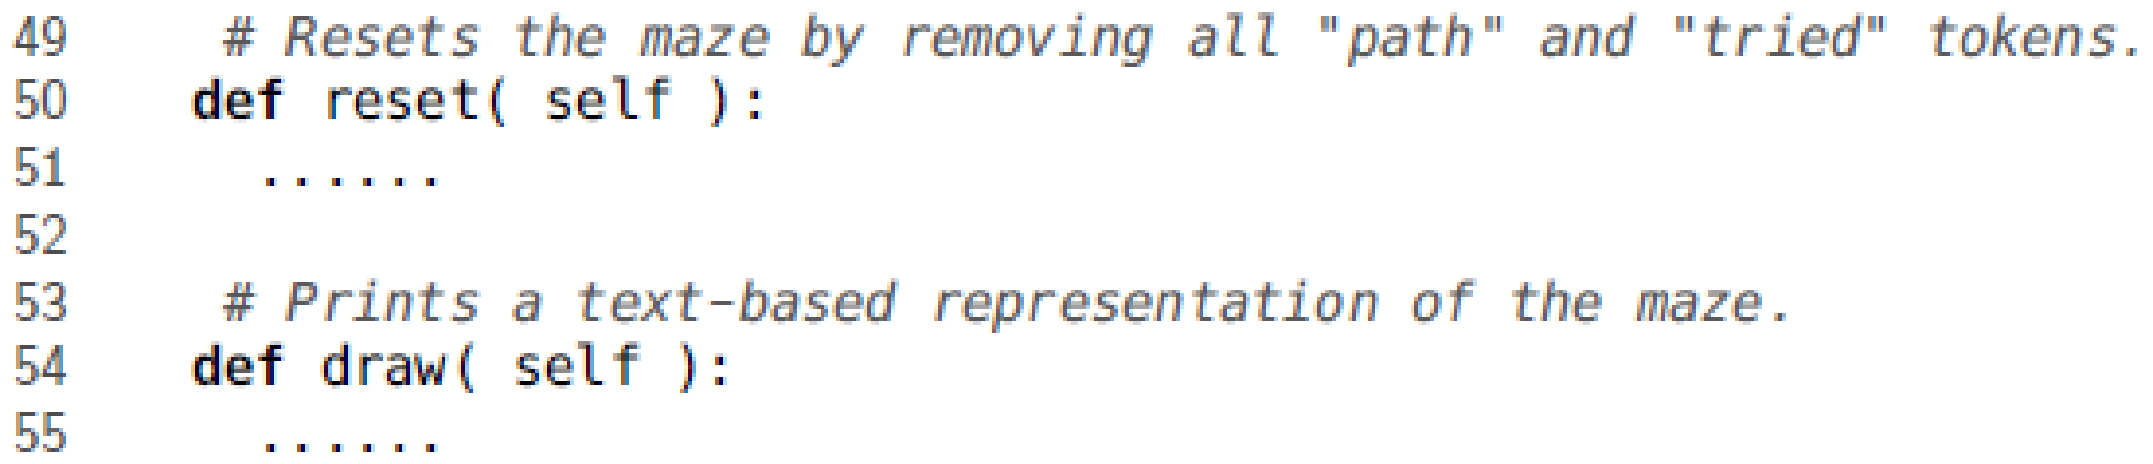 49 # Resets the maze by removing all "path" and "tried" tokens.
50 def reset( self ):
51 ......
52
53 # Prints a text-based representation of the maze.
54 def draw( self ):
55 ......